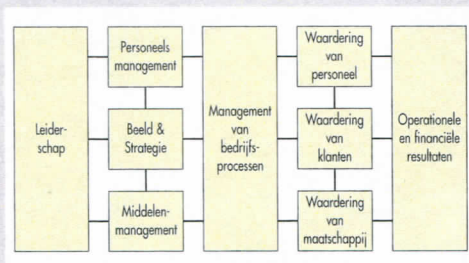 Leider-
schap
Personeels
management
Beeld &
Strategie
Middelen-
management
Management
van
bedrijfs-
processen
Waardering
van
personeel
Waardering
van
klanten
Waardering
van
maatschappij
Operationele
en financiële
resultaten